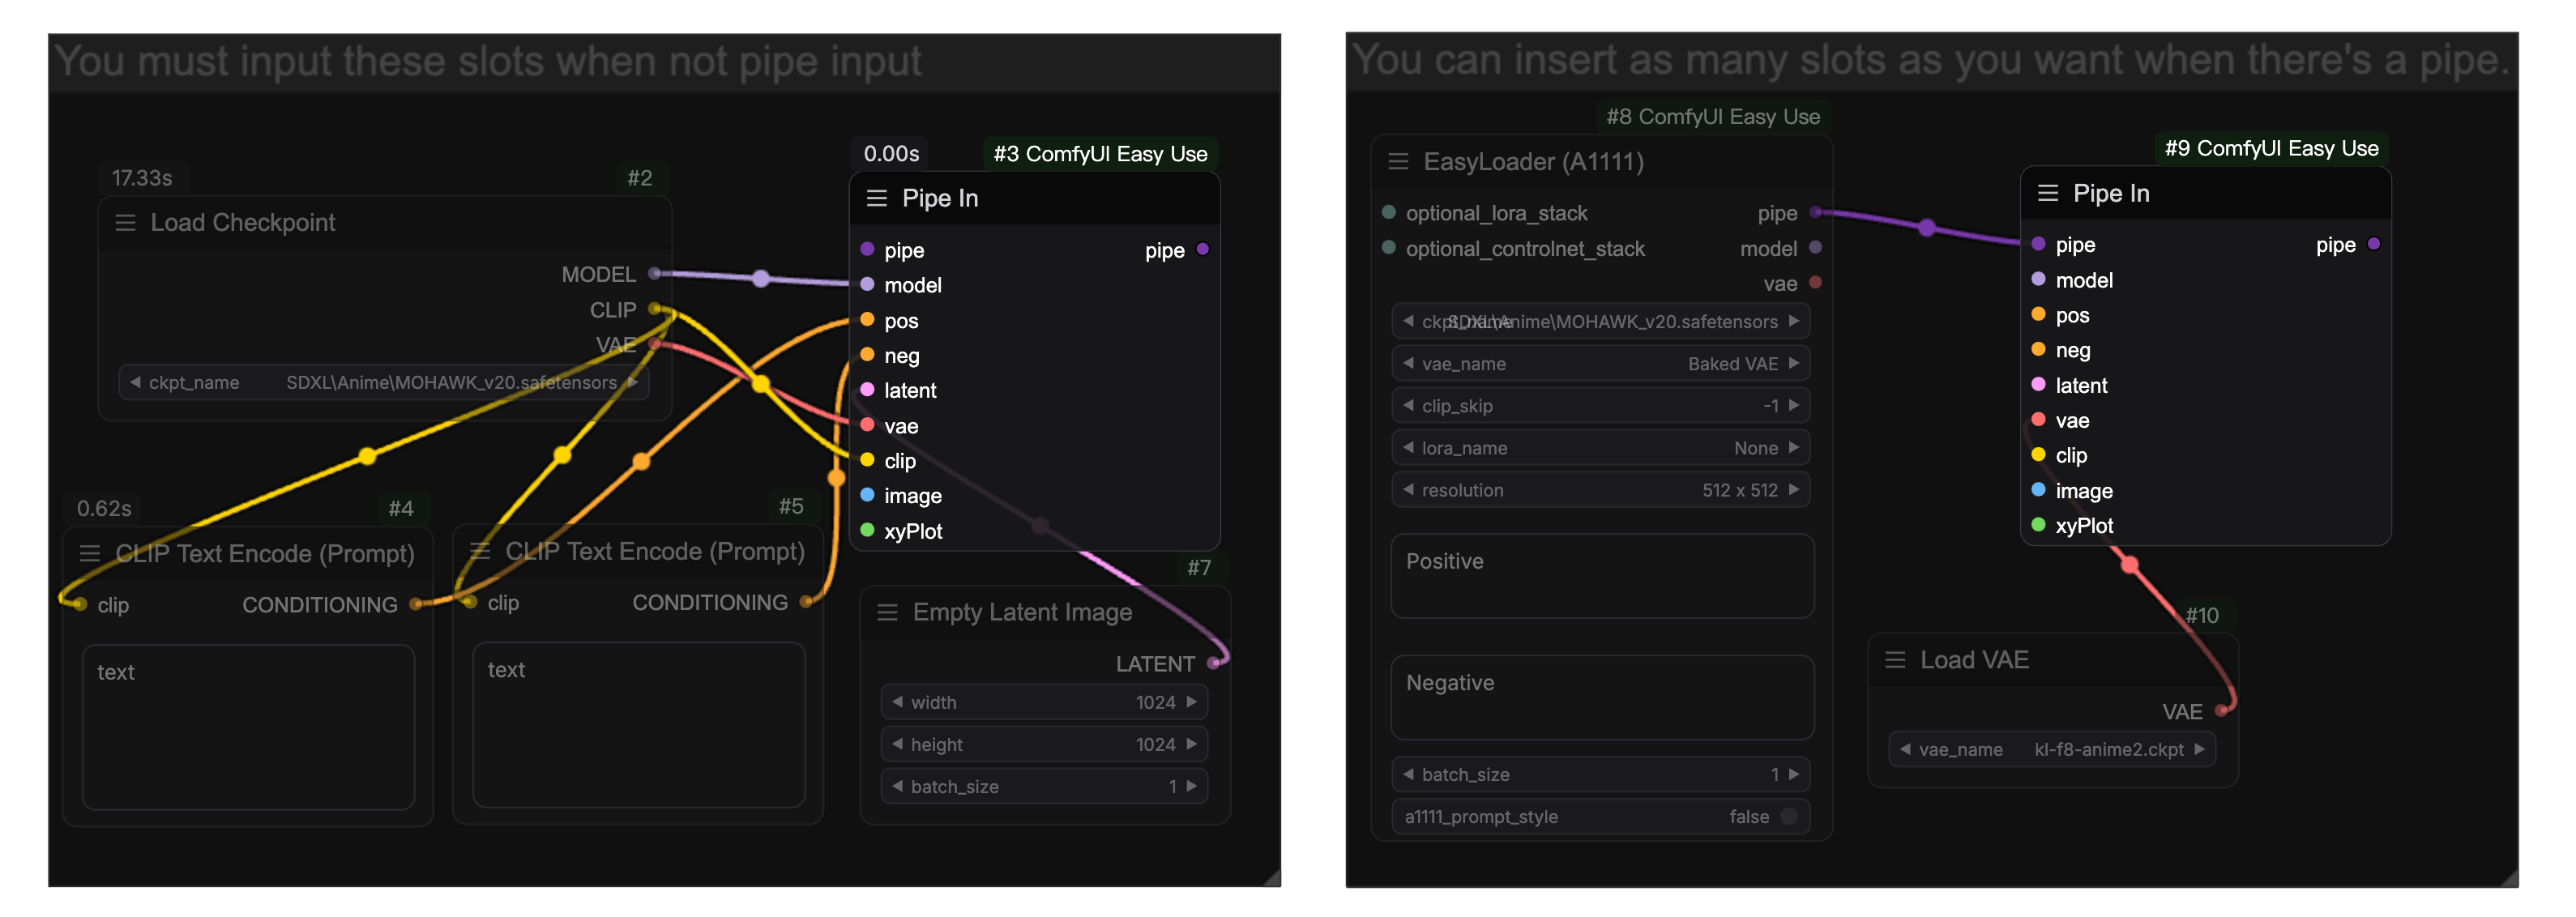 You must input these slots when not pipe input
17.33s
#2
Load Checkpoint
MODEL
CLIP
VAE
ckpt_name SDXL\Anime\MOHAWK_v20.safetensors
0.00s
#3 ComfyUI Easy Use
Pipe In
pipe pipe
model
pos
neg
latent
vae
clip
image
xyPlot
0.62s
#4
CLIP Text Encode (Prompt)
clip CONDITIONING
text
#5
CLIP Text Encode (Prompt)
clip CONDITIONING
text
#7
Empty Latent Image
LATENT
width 1024
height 1024
batch_size 1
You can insert as many slots as you want when there's a pipe.
#8 ComfyUI Easy Use
EasyLoader (A1111)
optional_lora_stack pipe
optional_controlnet_stack model
vae
ckpt_name SDXL\Anime\MOHAWK_v20.safetensors
vae_name Baked VAE
clip_skip -1
lora_name None
resolution 512 x 512
Positive
Negative
batch_size 1
a1111_prompt_style false
#9 ComfyUI Easy Use
Pipe In
pipe pipe
model
pos
neg
latent
vae
clip
image
xyPlot
#10
Load VAE
VAE
vae_name kl-f8-anime2.ckpt